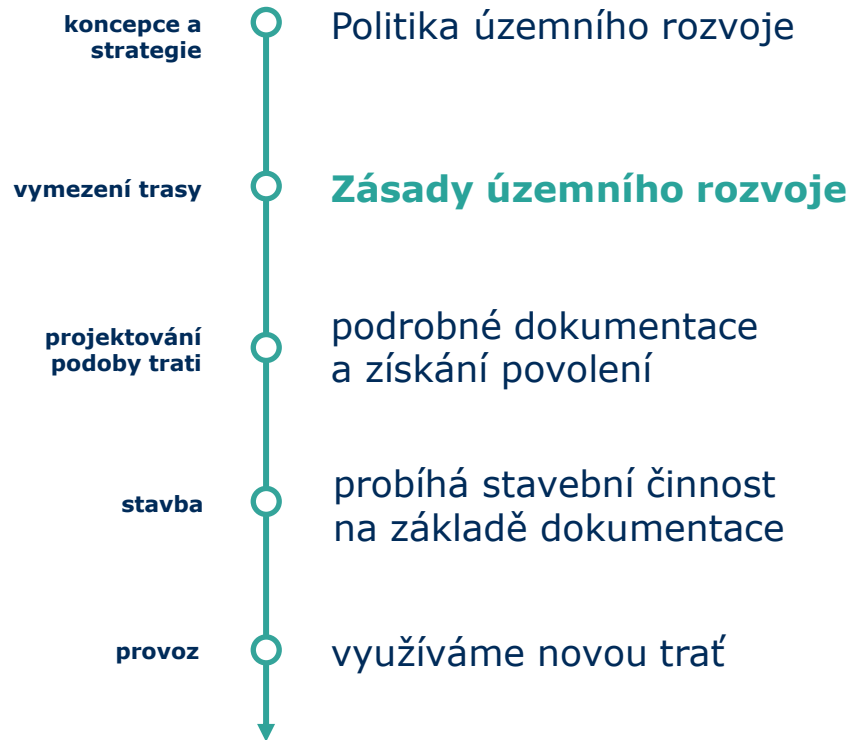 koncepce a
strategie
Politika územního rozvoje
vymezení trasy
Zásady územního rozvoje
projektování
podoby trati
podrobné dokumentace
a získání povolení
stavba
probíhá stavební činnost
na základě dokumentace
provoz
využíváme novou trať